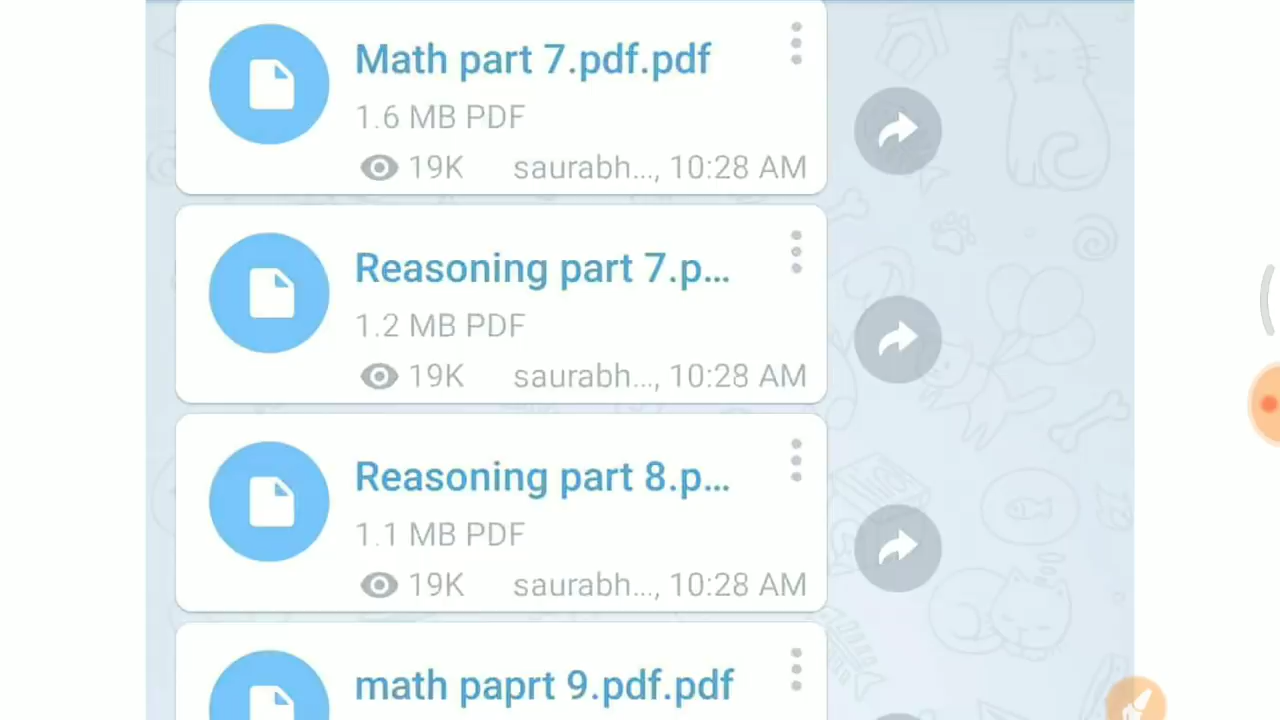 Math part 7.pdf.pdf
1.6 MB PDF
19K saurabh..., 10:28 AM
Reasoning part 7.p...
1.2 MB PDF
19K saurabh..., 10:28 AM
Reasoning part 8.p...
1.1 MB PDF
19K saurabh..., 10:28 AM
math paprt 9.pdf.pdf